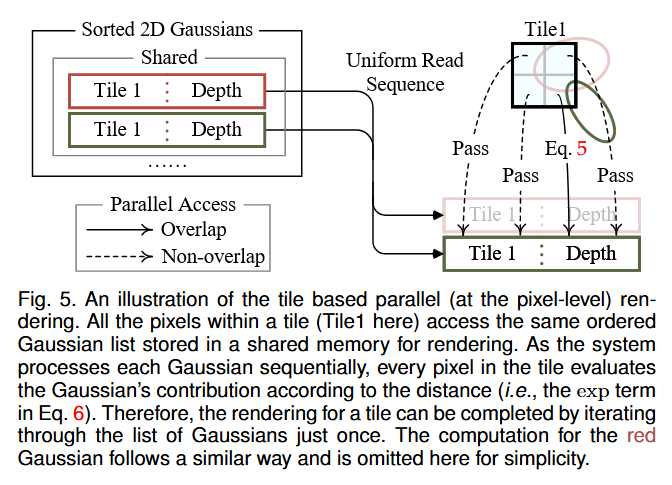 Sorted 2D Gaussians
Shared
Tile 1 Depth
Tile 1 Depth
......
Parallel Access
Overlap
Non-overlap
Uniform Read
Sequence
Tile1
Pass
Eq. 5
Pass
Pass
Tile 1 Depth
Tile 1 Depth
Fig. 5. An illustration of the tile based parallel (at the pixel-level) ren-
dering. All the pixels within a tile (Tile1 here) access the same ordered
Gaussian list stored in a shared memory for rendering. As the system
processes each Gaussian sequentially, every pixel in the tile evaluates
the Gaussian's contribution according to the distance (i.e., the exp term
in Eq. 6). Therefore, the rendering for a tile can be completed by iterating
through the list of Gaussians just once. The computation for the red
Gaussian follows a similar way and is omitted here for simplicity.